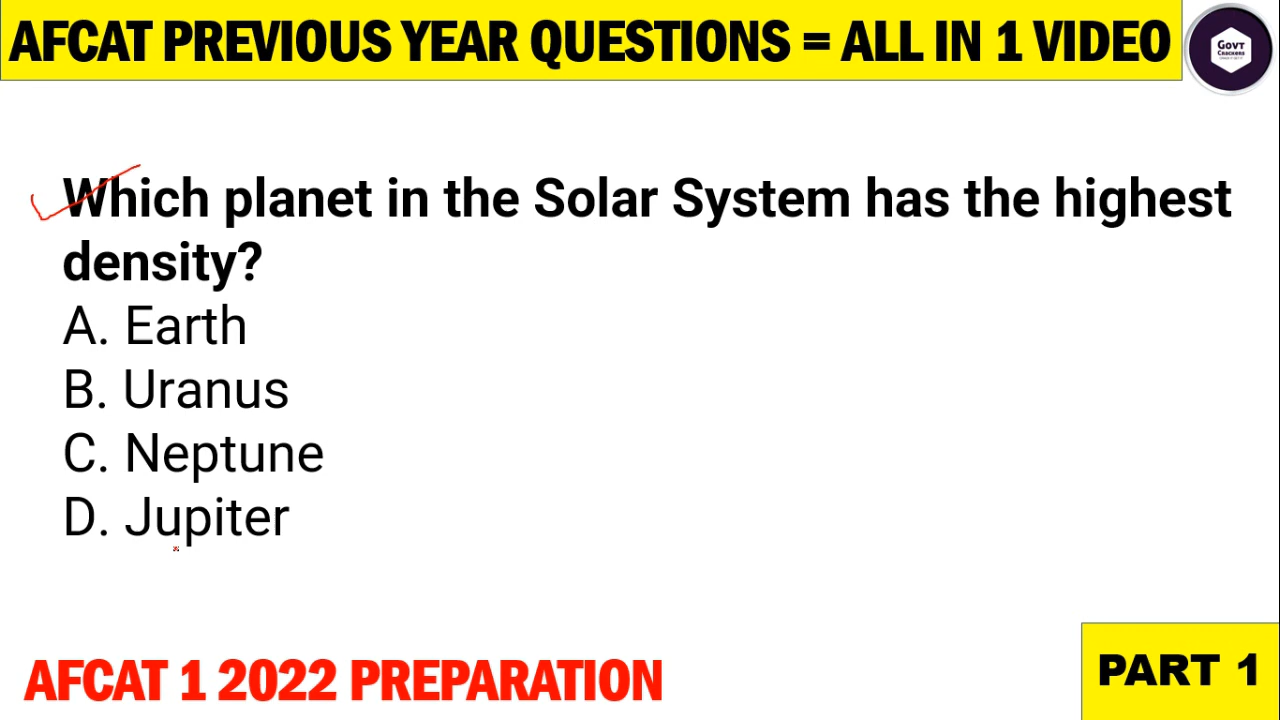 AFCAT PREVIOUS YEAR QUESTIONS = ALL IN 1 VIDEO
GOVT
CRACKERS
Which planet in the Solar System has the highest
density?
A. Earth
B. Uranus
C. Neptune
D. Jupiter
AFCAT 1 2022 PREPARATION
PART 1